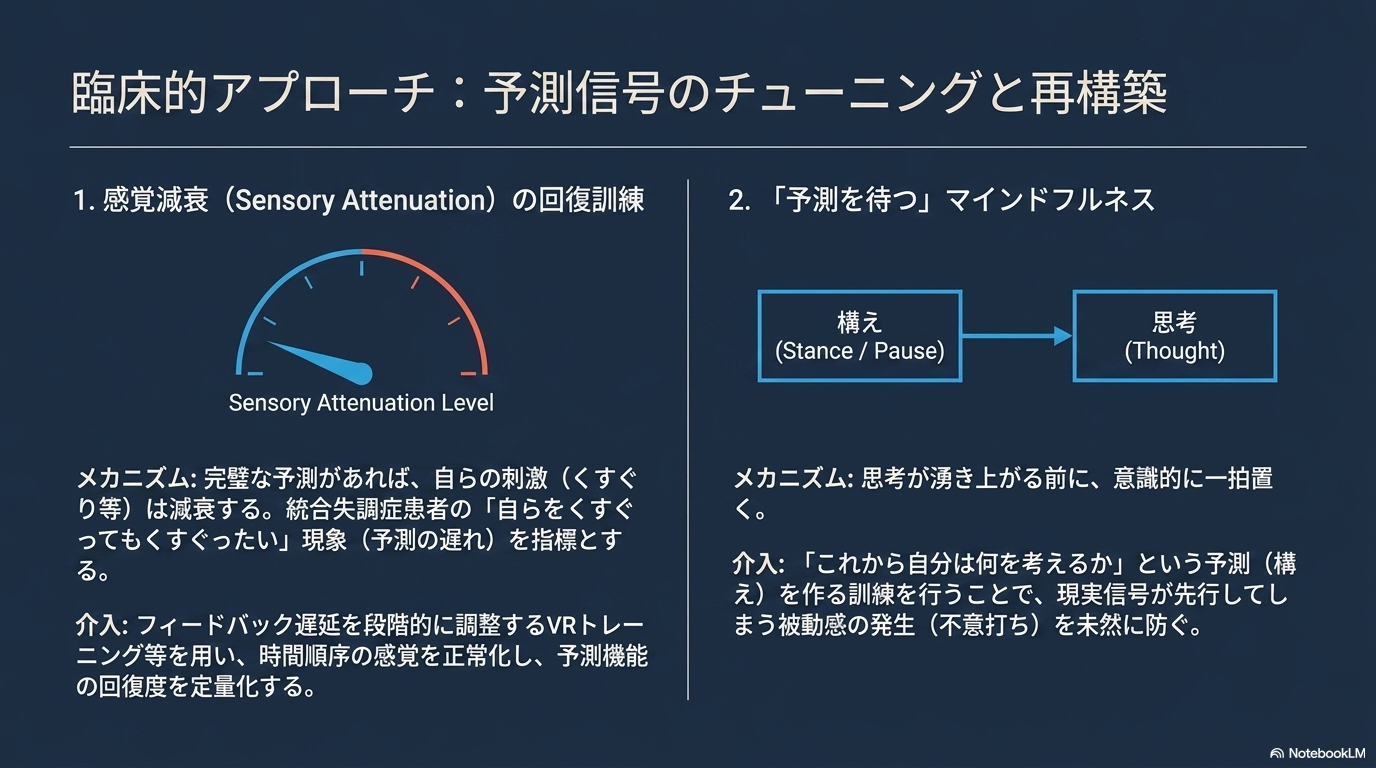 臨床的アプローチ：予測信号のチューニングと再構築
1. 感覚減衰（Sensory Attenuation）の回復訓練
Sensory Attenuation Level
メカニズム: 完璧な予測があれば、自らの刺激（くすぐ
り等）は減衰する。統合失調症患者の「自らをくすぐ
ってもくすぐったい」現象（予測の遅れ）を指標とす
る。
介入: フィードバック遅延を段階的に調整するVRトレー
ニング等を用い、時間順序の感覚を正常化し、予測機能
の回復度を定量化する。
2. 「予測を待つ」マインドフルネス
構え
(Stance / Pause)
思考
(Thought)
メカニズム: 思考が湧き上がる前に、意識的に一拍置
く。
介入: 「これから自分は何を考えるか」という予測（構
え）を作る訓練を行うことで、現実信号が先行してし
まう被動感の発生（不意打ち）を未然に防ぐ。
NotebookLM